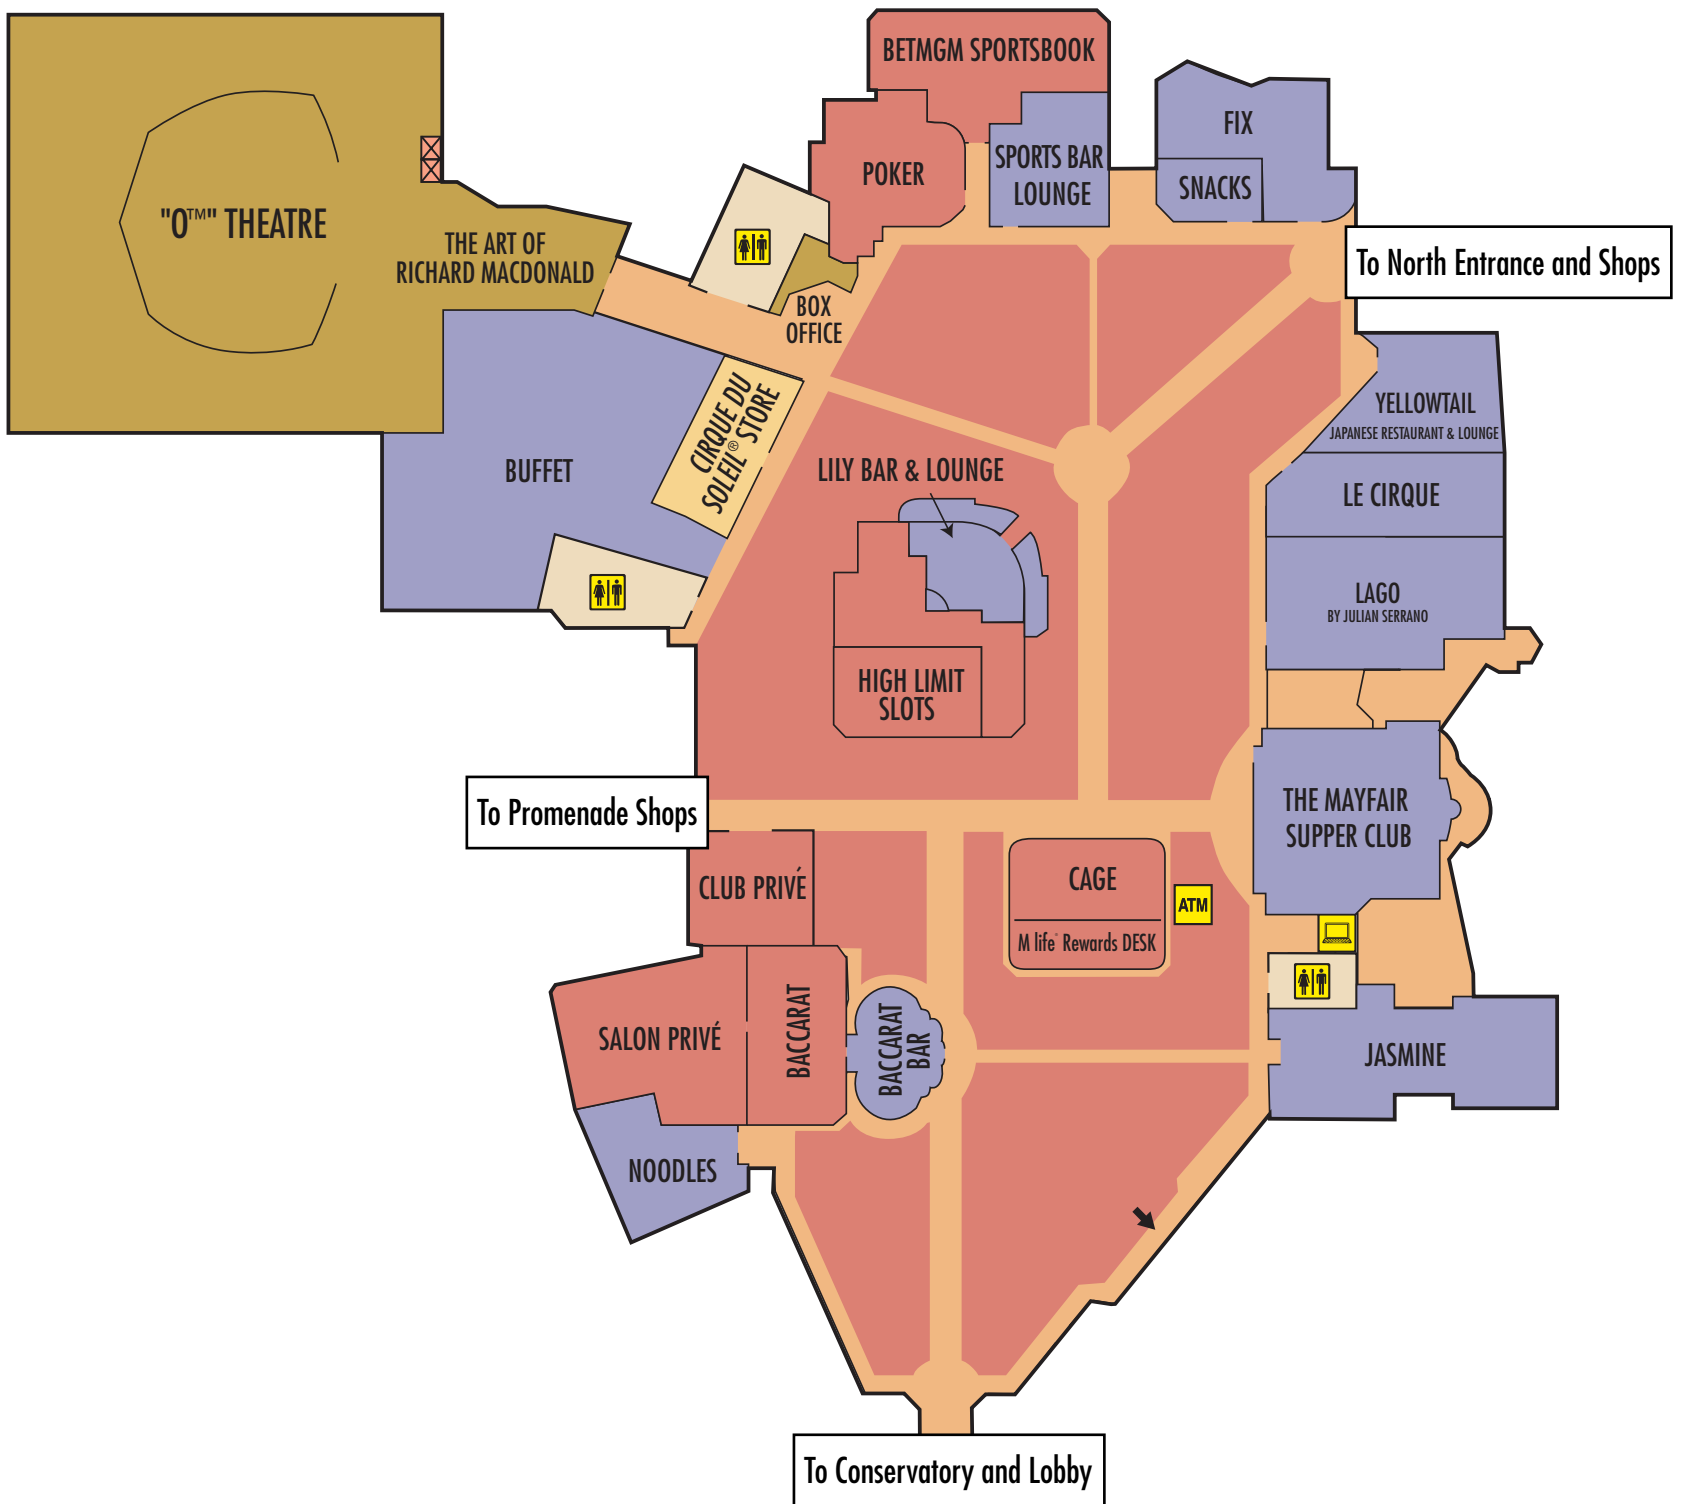 BETMGM SPORTSBOOK
FIX
SPORTS BAR
LOUNGE
POKER
SNACKS
"O™" THEATRE
THE ART OF
RICHARD MACDONALD
To North Entrance and Shops
BOX
OFFICE
CIRQUE DU
SOLEIL® STORE
YELLOWTAIL
JAPANESE RESTAURANT & LOUNGE
BUFFET
LILY BAR & LOUNGE
LE CIRQUE
LAGO
BY JULIAN SERRANO
HIGH LIMIT
SLOTS
To Promenade Shops
THE MAYFAIR
SUPPER CLUB
CLUB PRIVÉ
CAGE
ATM
M life® Rewards DESK
SALON PRIVÉ
BACCARAT
BACCARAT
BAR
JASMINE
NOODLES
To Conservatory and Lobby